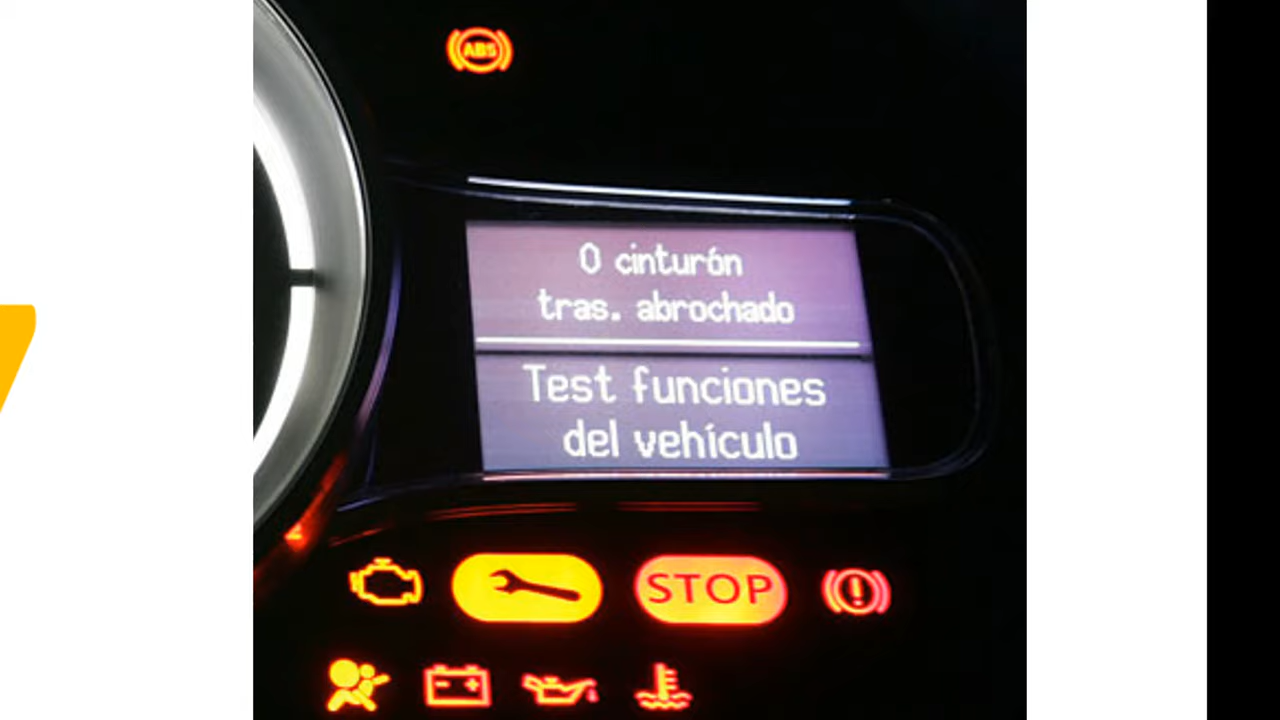 ABS
0 cinturón
tras. abrochado
Test funciones
del vehículo
STOP